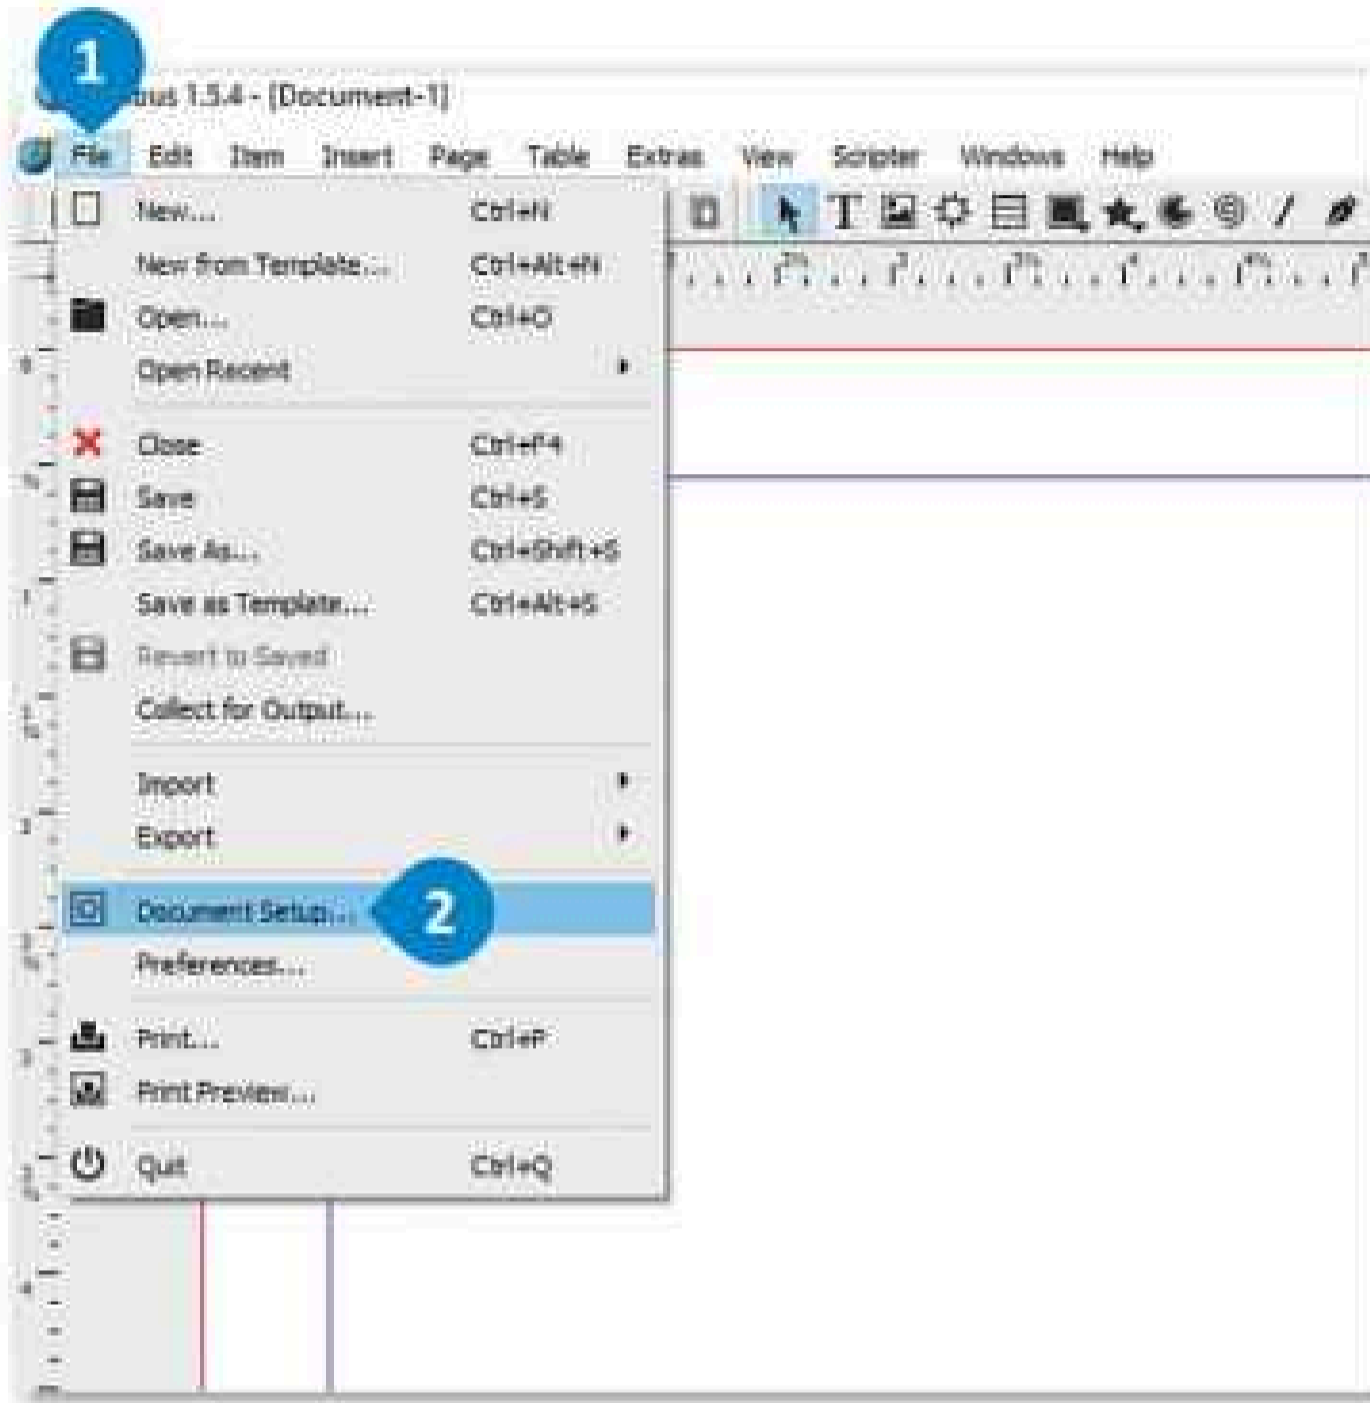 1
bus 1.5.4 - [Document-1]
File Edit Item Insert Page Table Extras View Scripter Windows Help
New... Ctrl+N
New from Template... Ctrl+Alt+N
Open... Ctrl+O
Open Recent
Close Ctrl+F4
Save Ctrl+S
Save As... Ctrl+Shift+S
Save as Template... Ctrl+Alt+S
Revert to Saved
Collect for Output...
Import
Export
Document Setup... 2
Preferences...
Print... Ctrl+P
Print Preview...
Quit Ctrl+Q